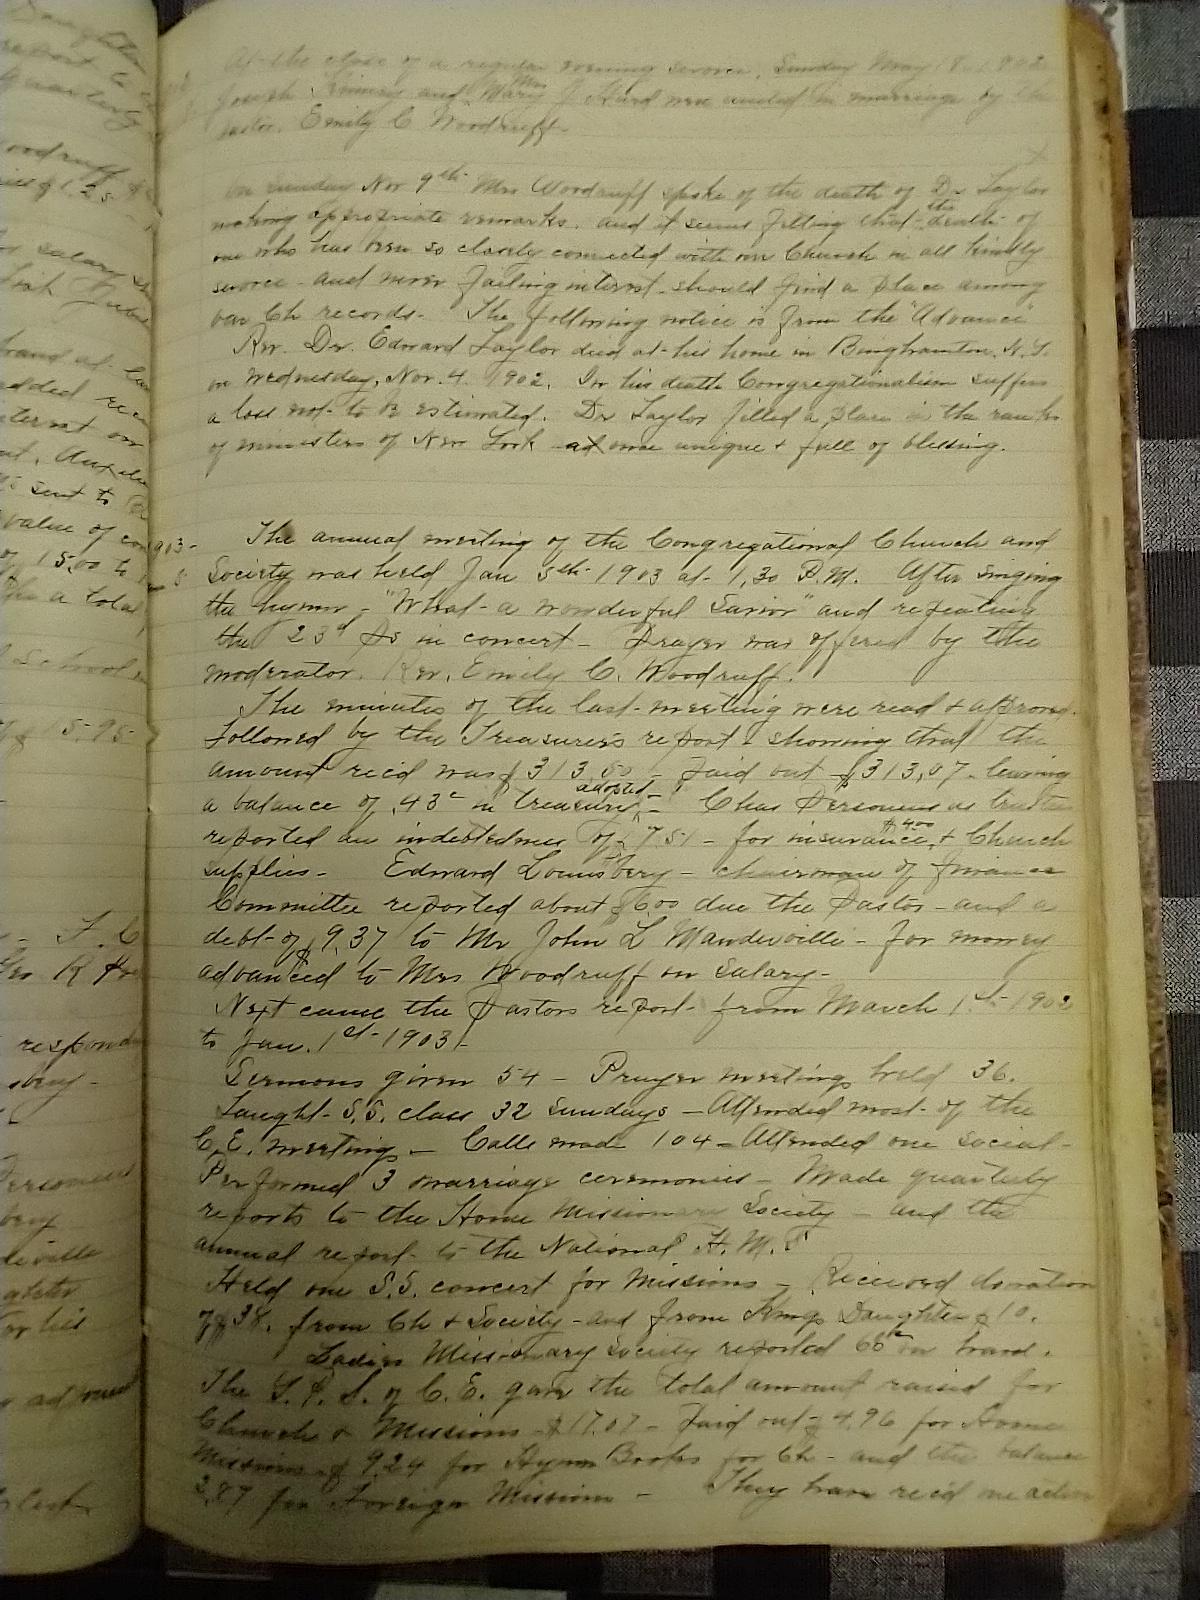 At the close of a regular evening service, Sunday May 18, 1902
Joseph Kinney and Mrs Mary J Hurd were united in marriage by the
Pastor, Emily C Woodruff.
On Sunday Nov 9th Mrs Woodruff spoke of the death of Dr Taylor
making appropriate remarks, and it seems fitting that the death of
one who has been so closely connected with our Church in all kindly
service and never failing interest should find a place among
our Ch records. The following notice is from the "Advance"
Rev. Dr. Edward Taylor died at his home in Binghamton, N.Y.
on Wednesday, Nov. 4. 1902. In his death Congregationalism suffers
a loss not to be estimated. Dr Taylor filled a place in the ranks
of ministers of New York at once unique & full of blessing.
The annual meeting of the Congregational Church and
Society was held Jan 5th 1903 at 1,30 P.M. After singing
the hymn - "What a wonderful Savior" and repeating
the 23d Ps in concert - Prayer was offered by the
moderator. Rev. Emily C. Woodruff.
The minutes of the last meeting were read & approved.
Followed by the Treasurers report - showing that the
amount rec'd was $313,50 - Paid out $313,07. leaving
a balance of .43c in treasury - adopted - Chas Personius as trustee
reported an indebtedness of $7 51 - for insurance $4.00 & Church
supplies - Edward Lounsbery - chairman of finance
Committee reported about $6.00 due the Pastor - and a
debt of $9,37 to Mr John L Mandeville - for money
advanced to Mrs Woodruff on salary -
Next came the Pastors report - from March 1st - 1902
to Jan. 1st - 1903.
Sermons given 54 - Prayer meetings held 36.
Taught S.S. class 32 sundays - Attended most of the
C.E. meetings - Calls made 104 - Attended one social -
Performed 3 marriage ceremonies - Made quarterly
reports to the Home Missionary Society - and the
annual report to the National H.M.S
Held one S.S. concert for missions - Received donation
of $38. from Ch & Society - and from Kings Daughters $10.
Ladies Missionary Society reported 66c on hand.
The Y.P.S. of C.E. gave the total amount raised for
Church & Missions $17.07 - Paid out $4,96 for Home
Missions - $9,24 for Hymn Books for Ch - and the balance
2,87 for Foreign Missions - They have rec'd one active